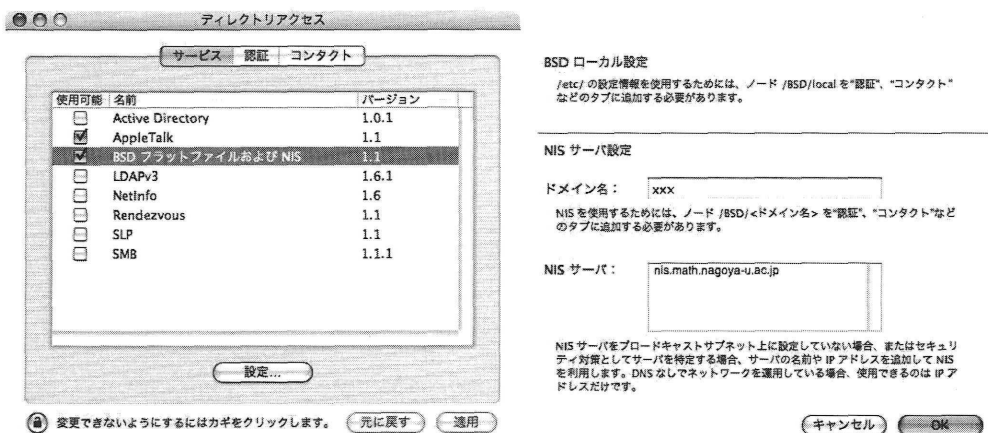 ディレクトリアクセス
サービス 認証 コンタクト
使用可能 名前 バージョン
Active Directory 1.0.1
AppleTalk 1.1
BSD フラットファイルおよび NIS 1.1
LDAPv3 1.6.1
NetInfo 1.6
Rendezvous 1.1
SLP 1.1
SMB 1.1.1
設定...
変更できないようにするにはカギをクリックします。 元に戻す 適用
BSD ローカル設定
/etc/ の設定情報を使用するためには、ノード /BSD/local を“認証”、“コンタクト”
などのタブに追加する必要があります。
NIS サーバ設定
ドメイン名： xxx
NIS を使用するためには、ノード /BSD/<ドメイン名> を“認証”、“コンタクト”など
のタブに追加する必要があります。
NIS サーバ： nis.math.nagoya-u.ac.jp
NIS サーバをブロードキャストサブネット上に設定していない場合、またはセキュリ
ティ対策としてサーバを特定する場合、サーバの名前や IP アドレスを追加して NIS
を利用します。DNS なしでネットワークを運用している場合、使用できるのは IP ア
ドレスだけです。
キャンセル OK